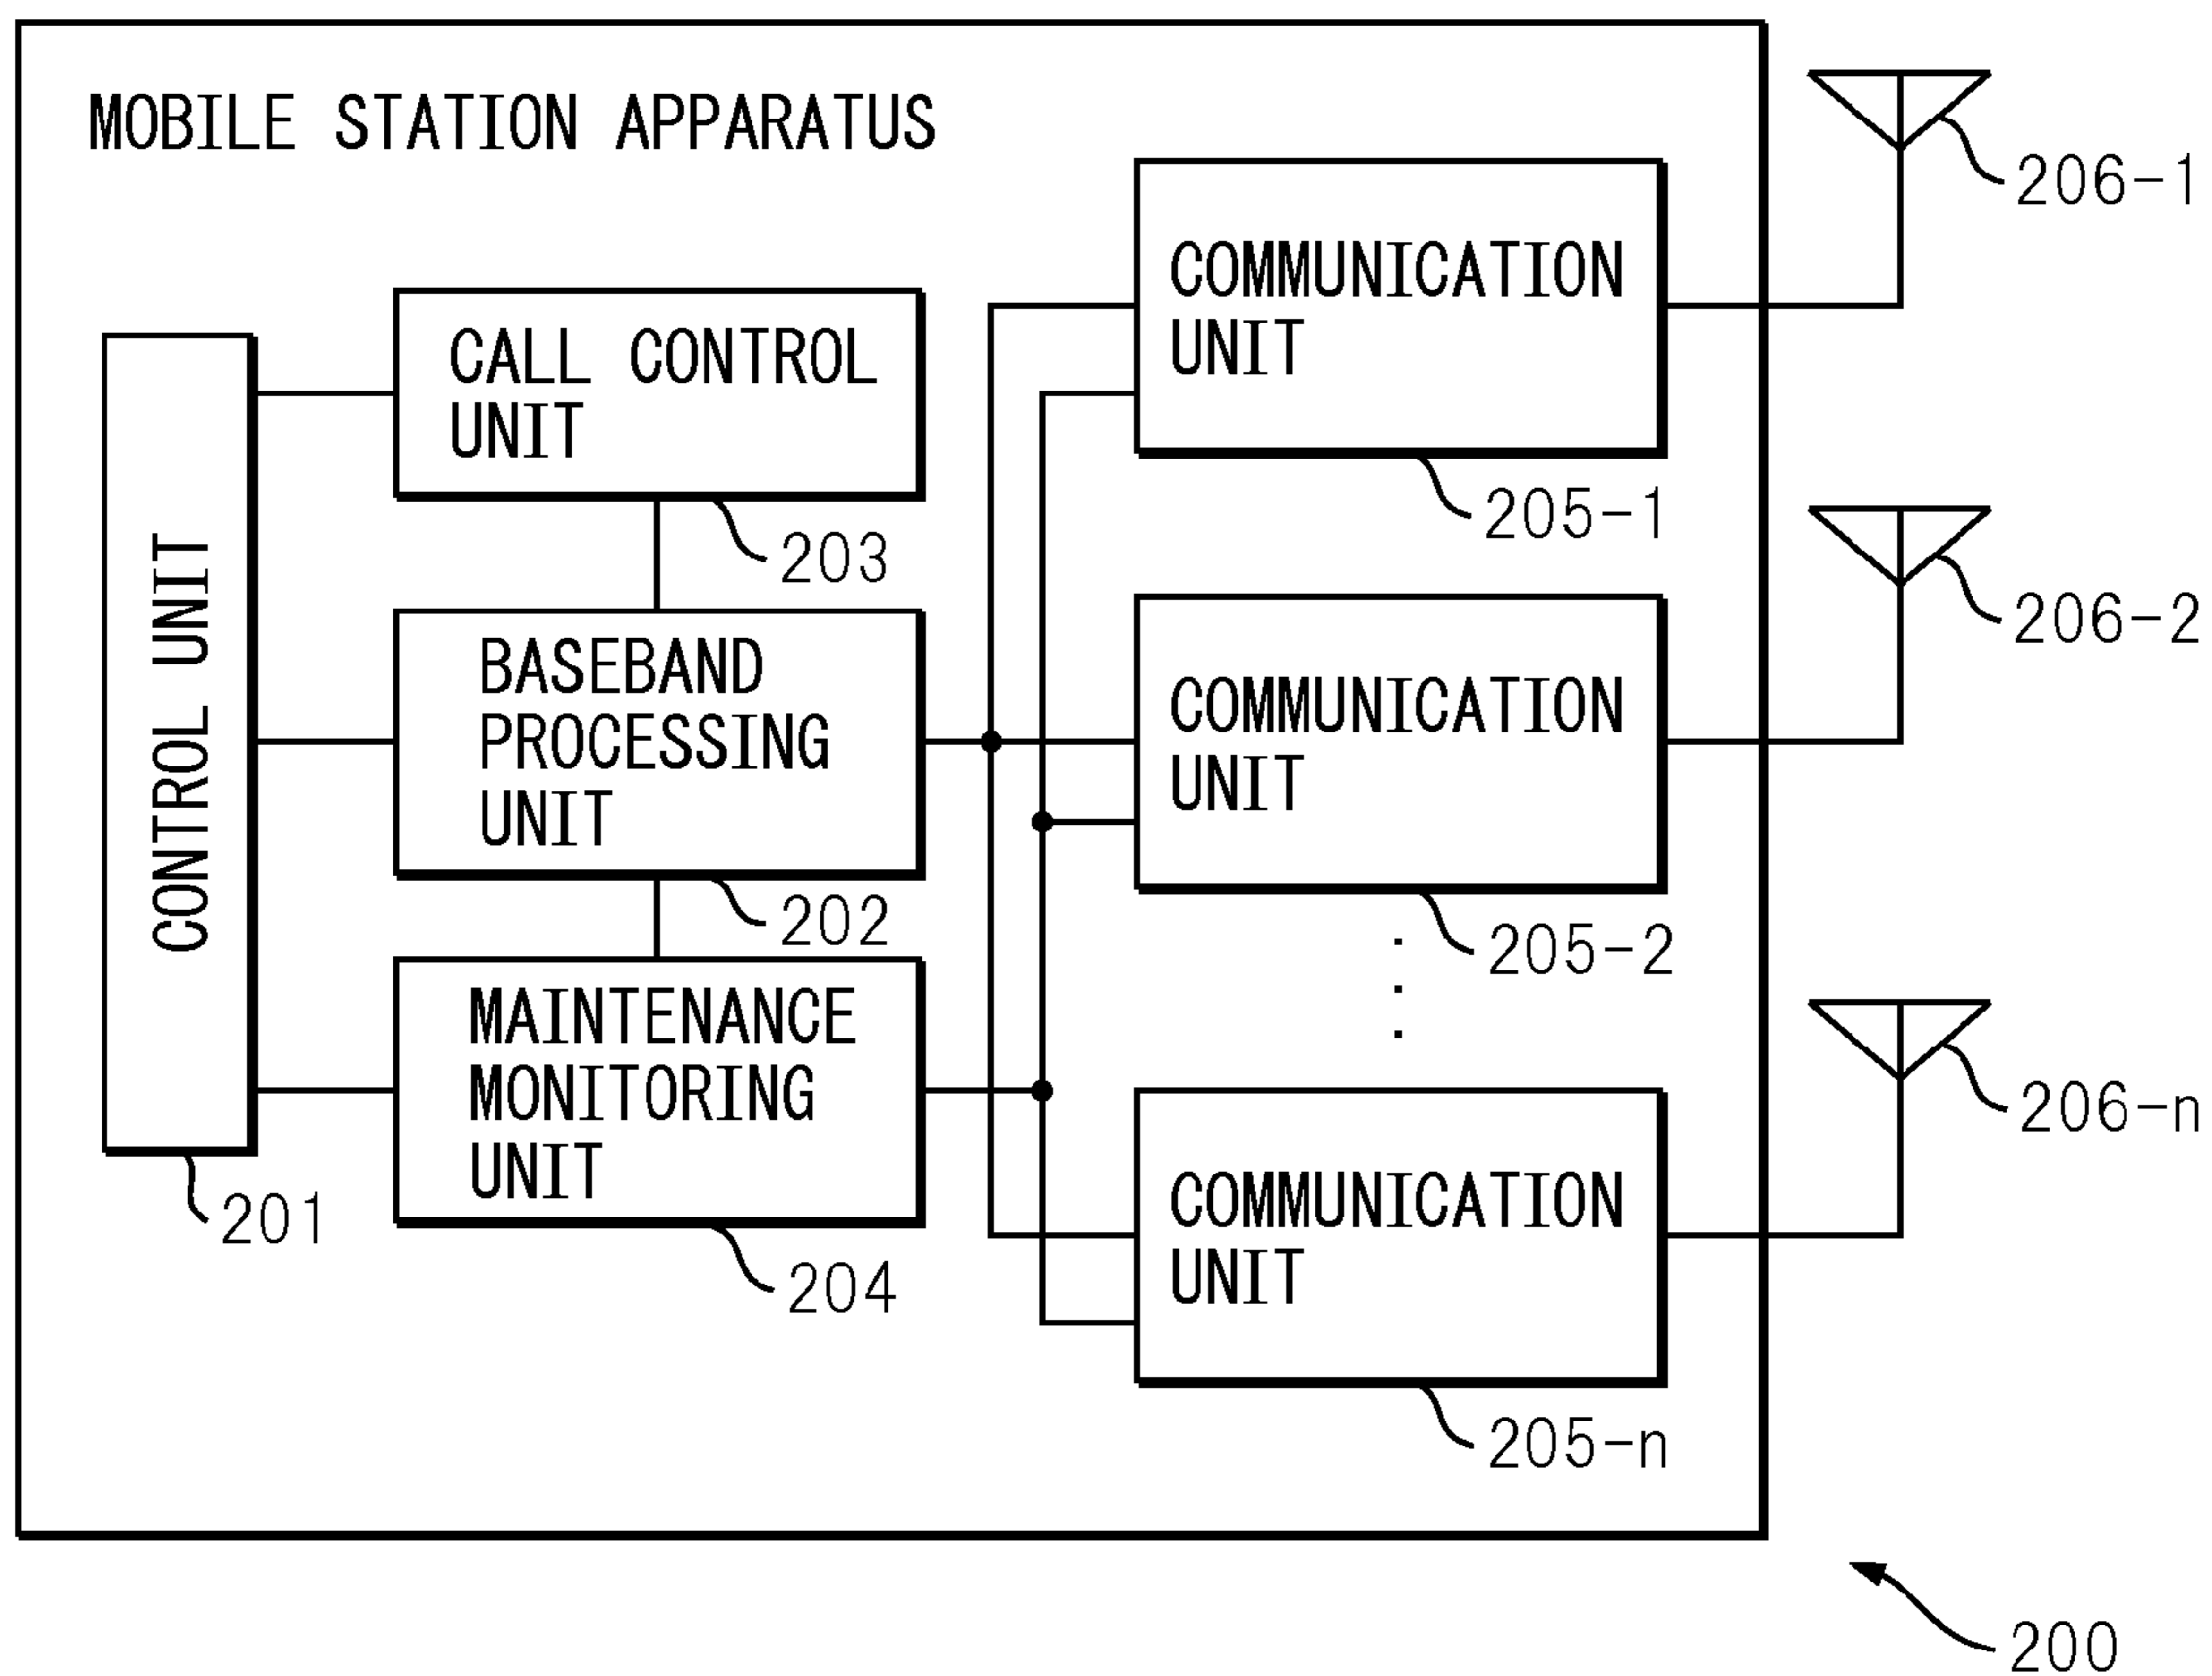 MOBILE STATION APPARATUS
206-1
COMMUNICATION
UNIT
205-1
CALL CONTROL
UNIT
203
CONTROL UNIT
201
BASEBAND
PROCESSING
UNIT
202
COMMUNICATION
UNIT
205-2
206-2
MAINTENANCE
MONITORING
UNIT
204
COMMUNICATION
UNIT
205-n
206-n
200